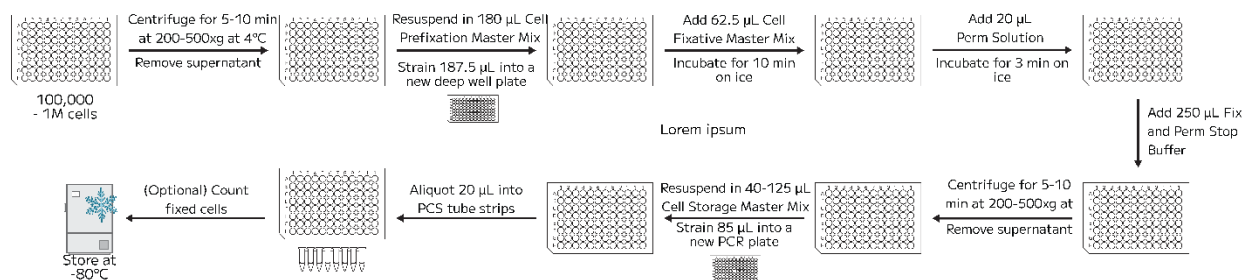 100,000
- 1M cells
Centrifuge for 5-10 min
at 200-500xg at 4°C
Remove supernatant
Resuspend in 180 µL Cell
Prefixation Master Mix
Strain 187.5 µL into a
new deep well plate
Add 62.5 µL Cell
Fixative Master Mix
Incubate for 10 min
on ice
Add 20 µL
Perm Solution
Incubate for 3 min on
ice
Lorem ipsum
Add 250 µL Fix
and Perm Stop
Buffer
Centrifuge for 5-10
min at 200-500xg at
Remove supernatant
Resuspend in 40-125 µL
Cell Storage Master Mix
Strain 85 µL into a
new PCR plate
Aliquot 20 µL into
PCS tube strips
(Optional) Count
fixed cells
Store at
-80°C